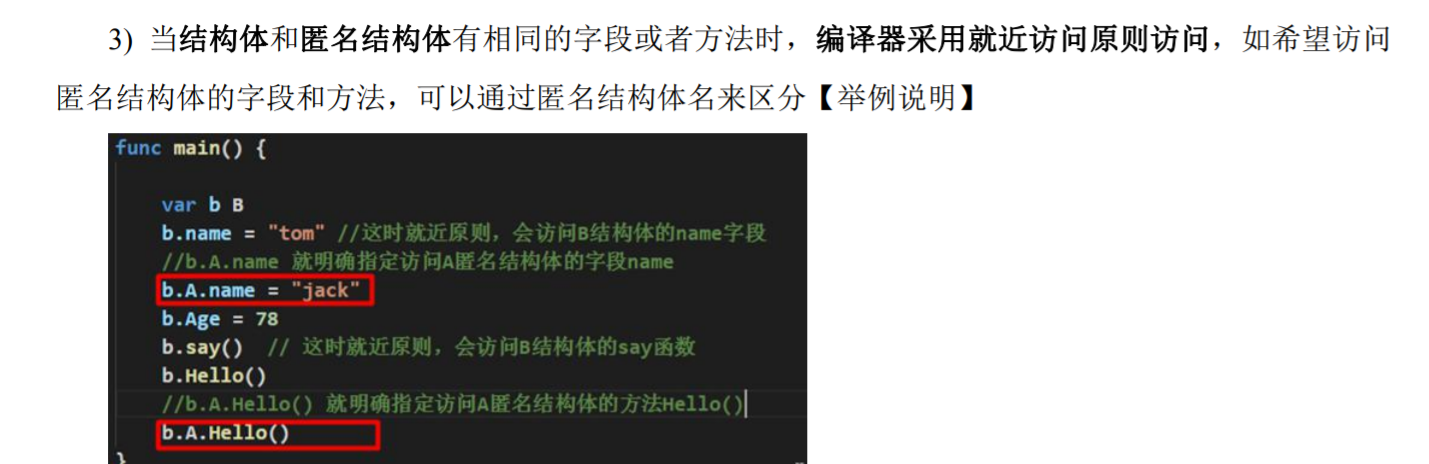 3) 当结构体和匿名结构体有相同的字段或者方法时，编译器采用就近访问原则访问，如希望访问
匿名结构体的字段和方法，可以通过匿名结构体名来区分【举例说明】
func main() {
var b B
b.name = "tom" //这时就近原则，会访问B结构体的name字段
//b.A.name 就明确指定访问A匿名结构体的字段name
b.A.name = "jack"
b.Age = 78
b.say() // 这时就近原则，会访问B结构体的say函数
b.Hello()
//b.A.Hello() 就明确指定访问A匿名结构体的方法Hello()
b.A.Hello()
}